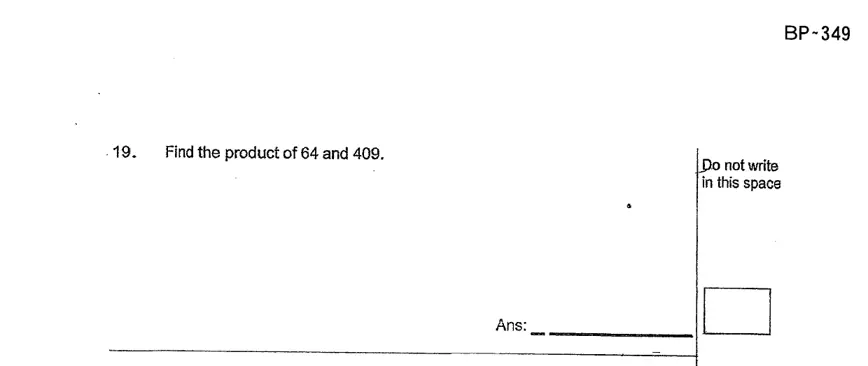 BP-349
19. Find the product of 64 and 409.
Do not write
in this space
Ans: